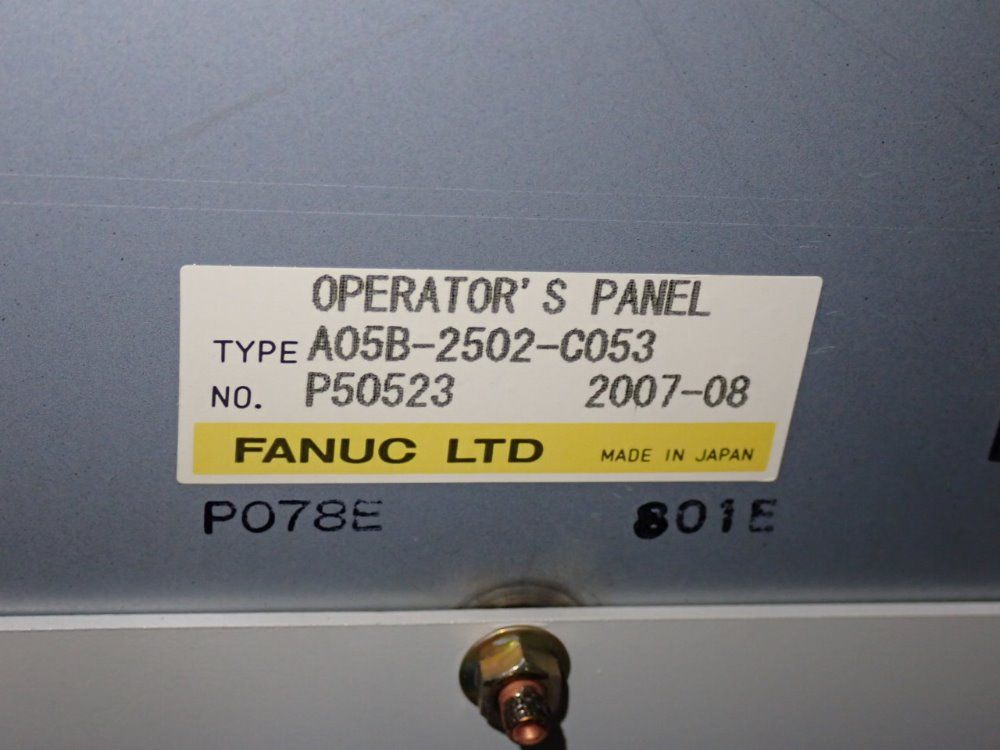 OPERATOR'S PANEL
TYPE A05B-2502-C053
NO. P50523 2007-08
FANUC LTD MADE IN JAPAN
P078E 801E